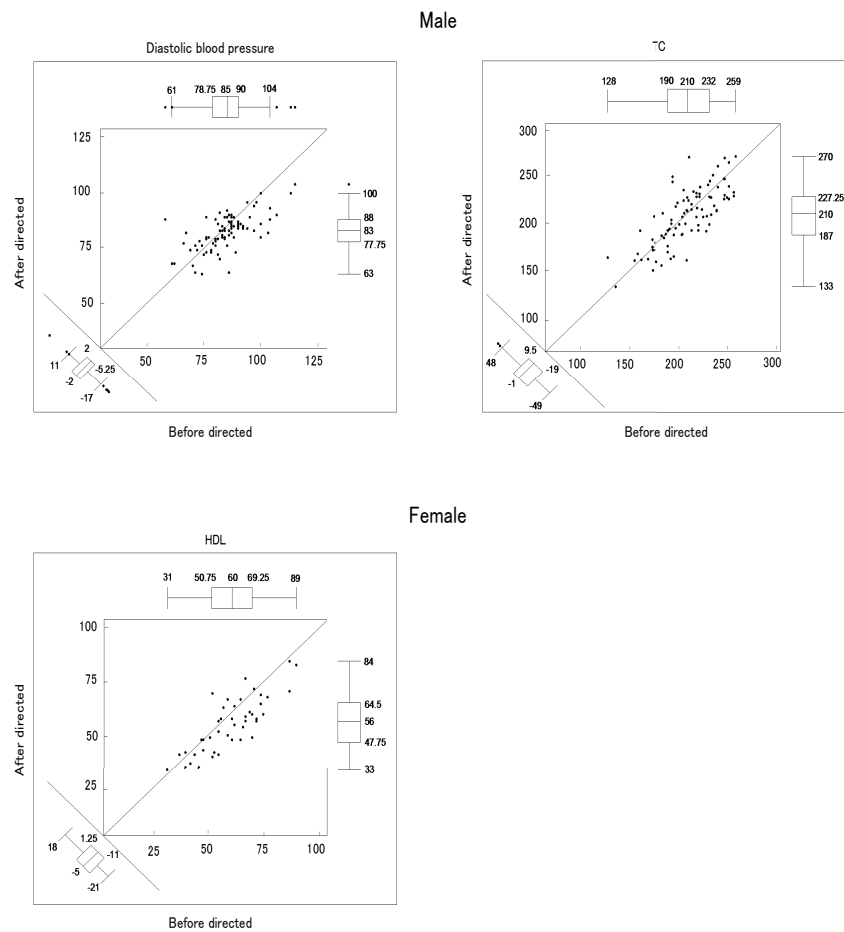 Male
Diastolic blood pressure
61 78.75 85 90 104
125
100
75
50
After directed
100
88
83
77.75
63
50 75 100 125
2
11
-5.25
-2
-17
Before directed
TC
128 190 210 232 259
300
250
200
150
100
After directed
270
227.25
210
187
133
100 150 200 250 300
9.5
48
-19
-1
-49
Before directed
Female
HDL
31 50.75 60 69.25 89
100
75
50
25
After directed
84
64.5
56
47.75
33
25 50 75 100
1.25
18
-11
-5
-21
Before directed